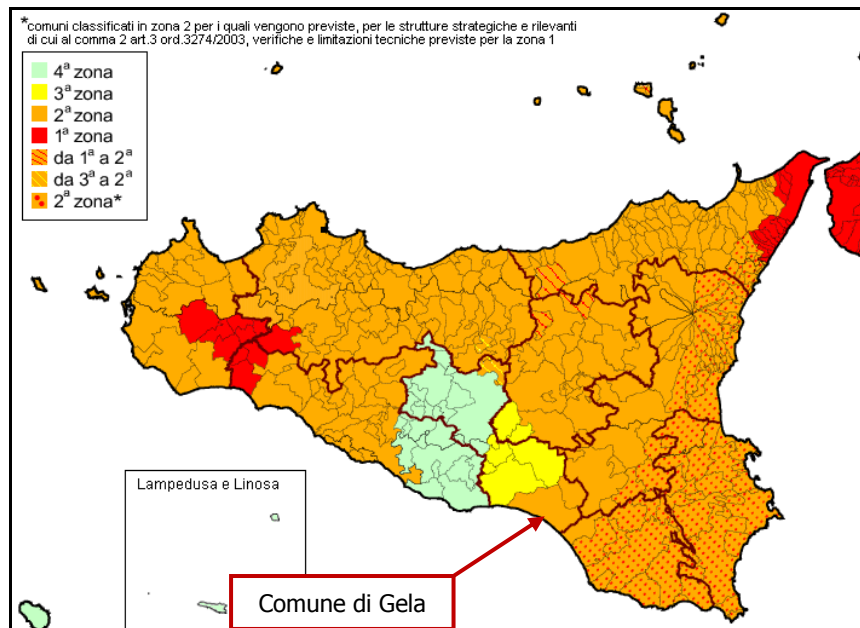 *comuni classificati in zona 2 per i quali vengono previste, per le strutture strategiche e rilevanti
di cui al comma 2 art.3 ord.3274/2003, verifiche e limitazioni tecniche previste per la zona 1
4ª zona
3ª zona
2ª zona
1ª zona
da 1ª a 2ª
da 3ª a 2ª
2ª zona*
Lampedusa e Linosa
Comune di Gela